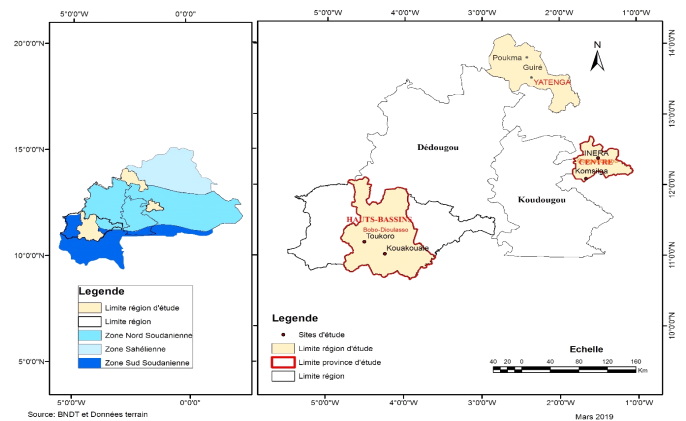 5°0'0"W
0°0'0"
20°0'0"N
15°0'0"N
10°0'0"N
5°0'0"N
Legende
Limite région d'étude
Limite région
Zone Nord Soudanienne
Zone Sahélienne
Zone Sud Soudanienne
5°0'0"W
0°0'0"
Source: BNDT et Données terrain
5°0'0"W
4°0'0"W
3°0'0"W
2°0'0"W
1°0'0"W
N
14°0'0"N
13°0'0"N
12°0'0"N
11°0'0"N
10°0'0"N
Poukma
Guiré
YATENGA
Dédougou
INERA
CENTRE
Komsilga
Koudougou
HAUTS-BASSINS
Bobo-Dioulasso
Toukoro
Kouakouale
Legende
Sites d'étude
Limite région d'étude
Limite province d'étude
Limite région
Echelle
40 20 0 40 80 120 160
Km
5°0'0"W
4°0'0"W
3°0'0"W
2°0'0"W
1°0'0"W
Mars 2019